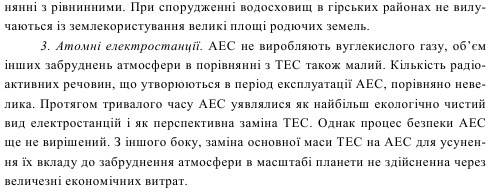 нянні з рівнинними. При спорудженні водосховищ в гірських районах не вилу-
чаються із землекористування великі площі родючих земель.
3. Атомні електростанції. АЕС не виробляють вуглекислого газу, об’єм
інших забруднень атмосфери в порівнянні з ТЕС також малий. Кількість радіо-
активних речовин, що утворюються в період експлуатації АЕС, порівняно неве-
лика. Протягом тривалого часу АЕС уявлялися як найбільш екологічно чистий
вид електростанцій і як перспективна заміна ТЕС. Однак процес безпеки АЕС
ще не вирішений. З іншого боку, заміна основної маси ТЕС на АЕС для усунен-
ня їх вкладу до забруднення атмосфери в масштабі планети не здійсненна через
величезні економічних витрат.